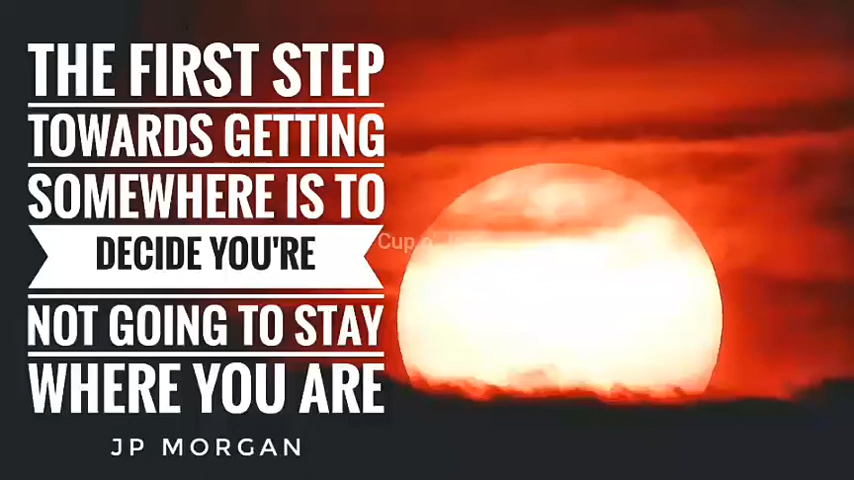 THE FIRST STEP
TOWARDS GETTING
SOMEWHERE IS TO
DECIDE YOU'RE
NOT GOING TO STAY
WHERE YOU ARE
JP MORGAN
Cup o'